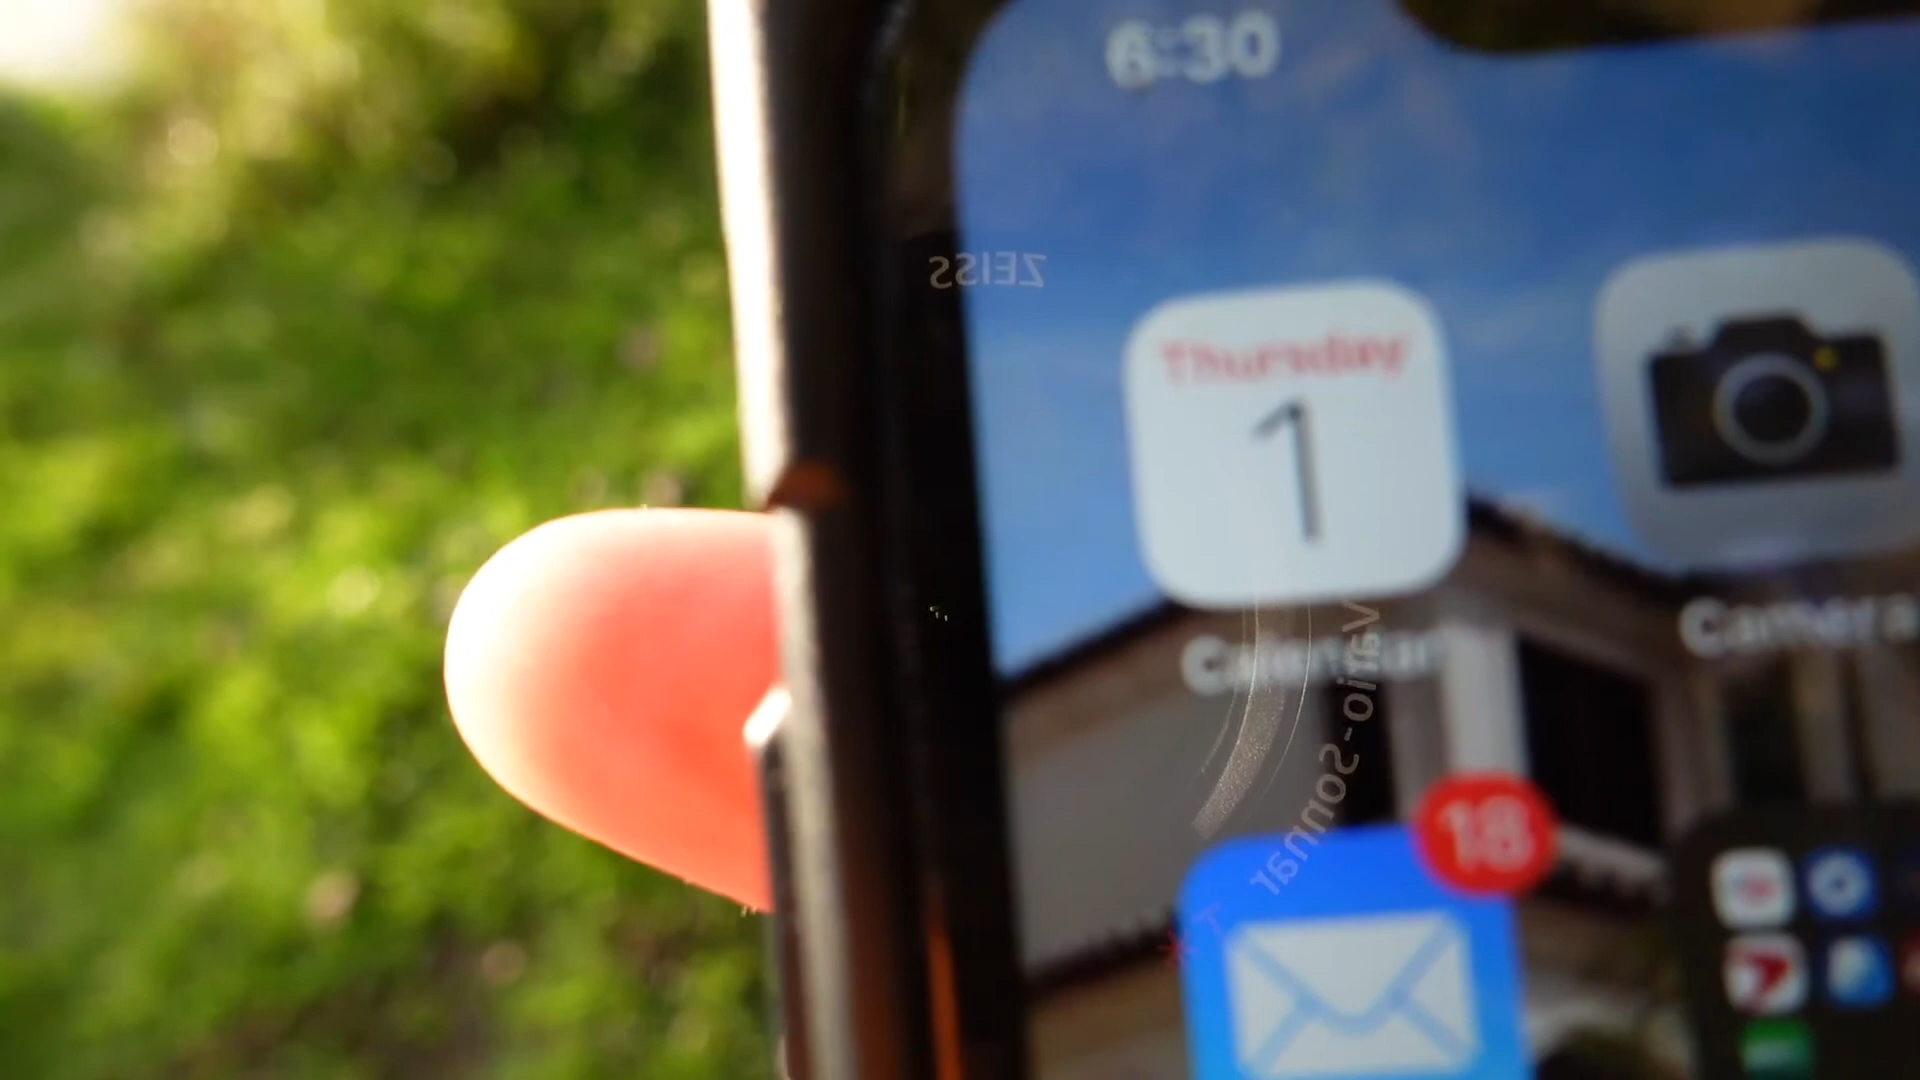 6:30
ZEISS
Thursday
1
Calendar
Camera
Vario-Sonnar T*
18